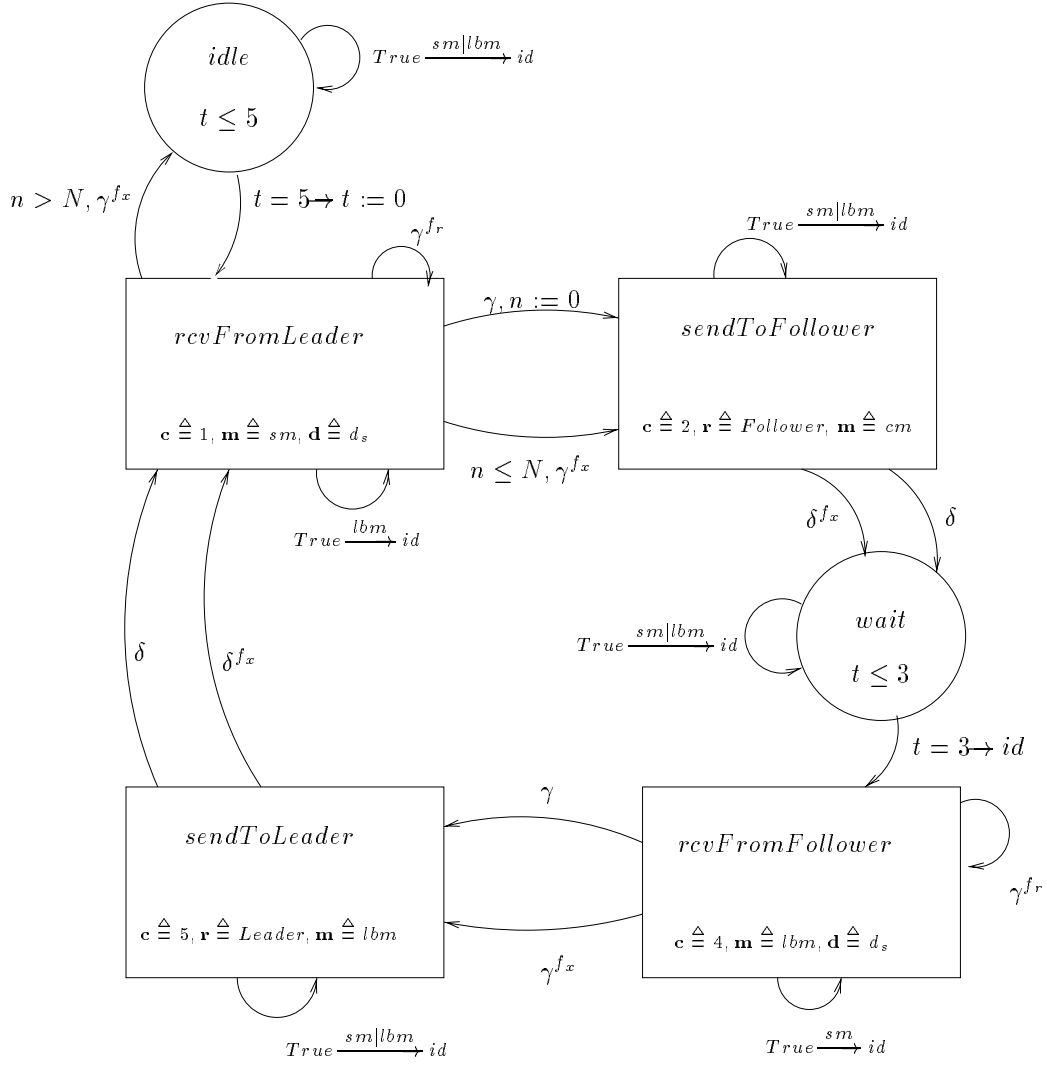 idle
True sm|lbm→ id
t ≤ 5
n > N, γ^{f_x}
t = 5→ t := 0
γ^{f_r}
True sm|lbm→ id
γ, n := 0
rcvFromLeader
sendToFollower
c ≜ 1, m ≜ sm, d ≜ d_s
c ≜ 2, r ≜ Follower, m ≜ cm
n ≤ N, γ^{f_x}
True lbm→ id
δ^{f_x}
δ
wait
True sm|lbm→ id
δ
δ^{f_x}
t ≤ 3
t = 3→ id
γ
sendToLeader
rcvFromFollower
γ^{f_r}
c ≜ 5, r ≜ Leader, m ≜ lbm
c ≜ 4, m ≜ lbm, d ≜ d_s
γ^{f_x}
True sm|lbm→ id
True sm→ id